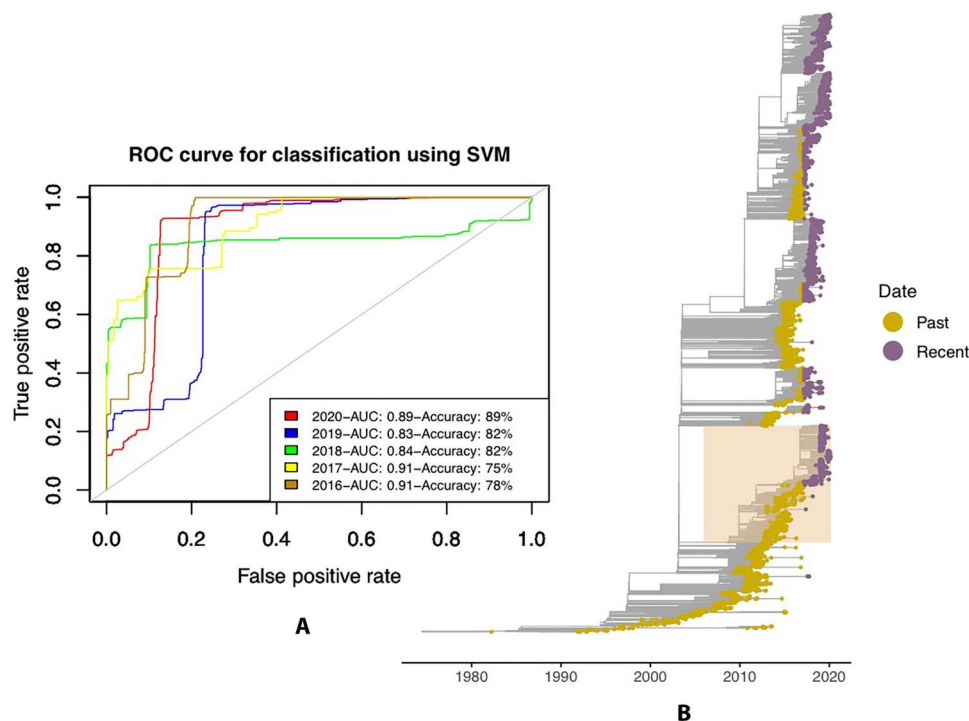 ROC curve for classification using SVM
True positive rate
1.0
0.8
0.6
0.4
0.2
0.0
2020-AUC: 0.89-Accuracy: 89%
2019-AUC: 0.83-Accuracy: 82%
2018-AUC: 0.84-Accuracy: 82%
2017-AUC: 0.91-Accuracy: 75%
2016-AUC: 0.91-Accuracy: 78%
0.0 0.2 0.4 0.6 0.8 1.0
False positive rate
A
Date
Past
Recent
1980 1990 2000 2010 2020
B